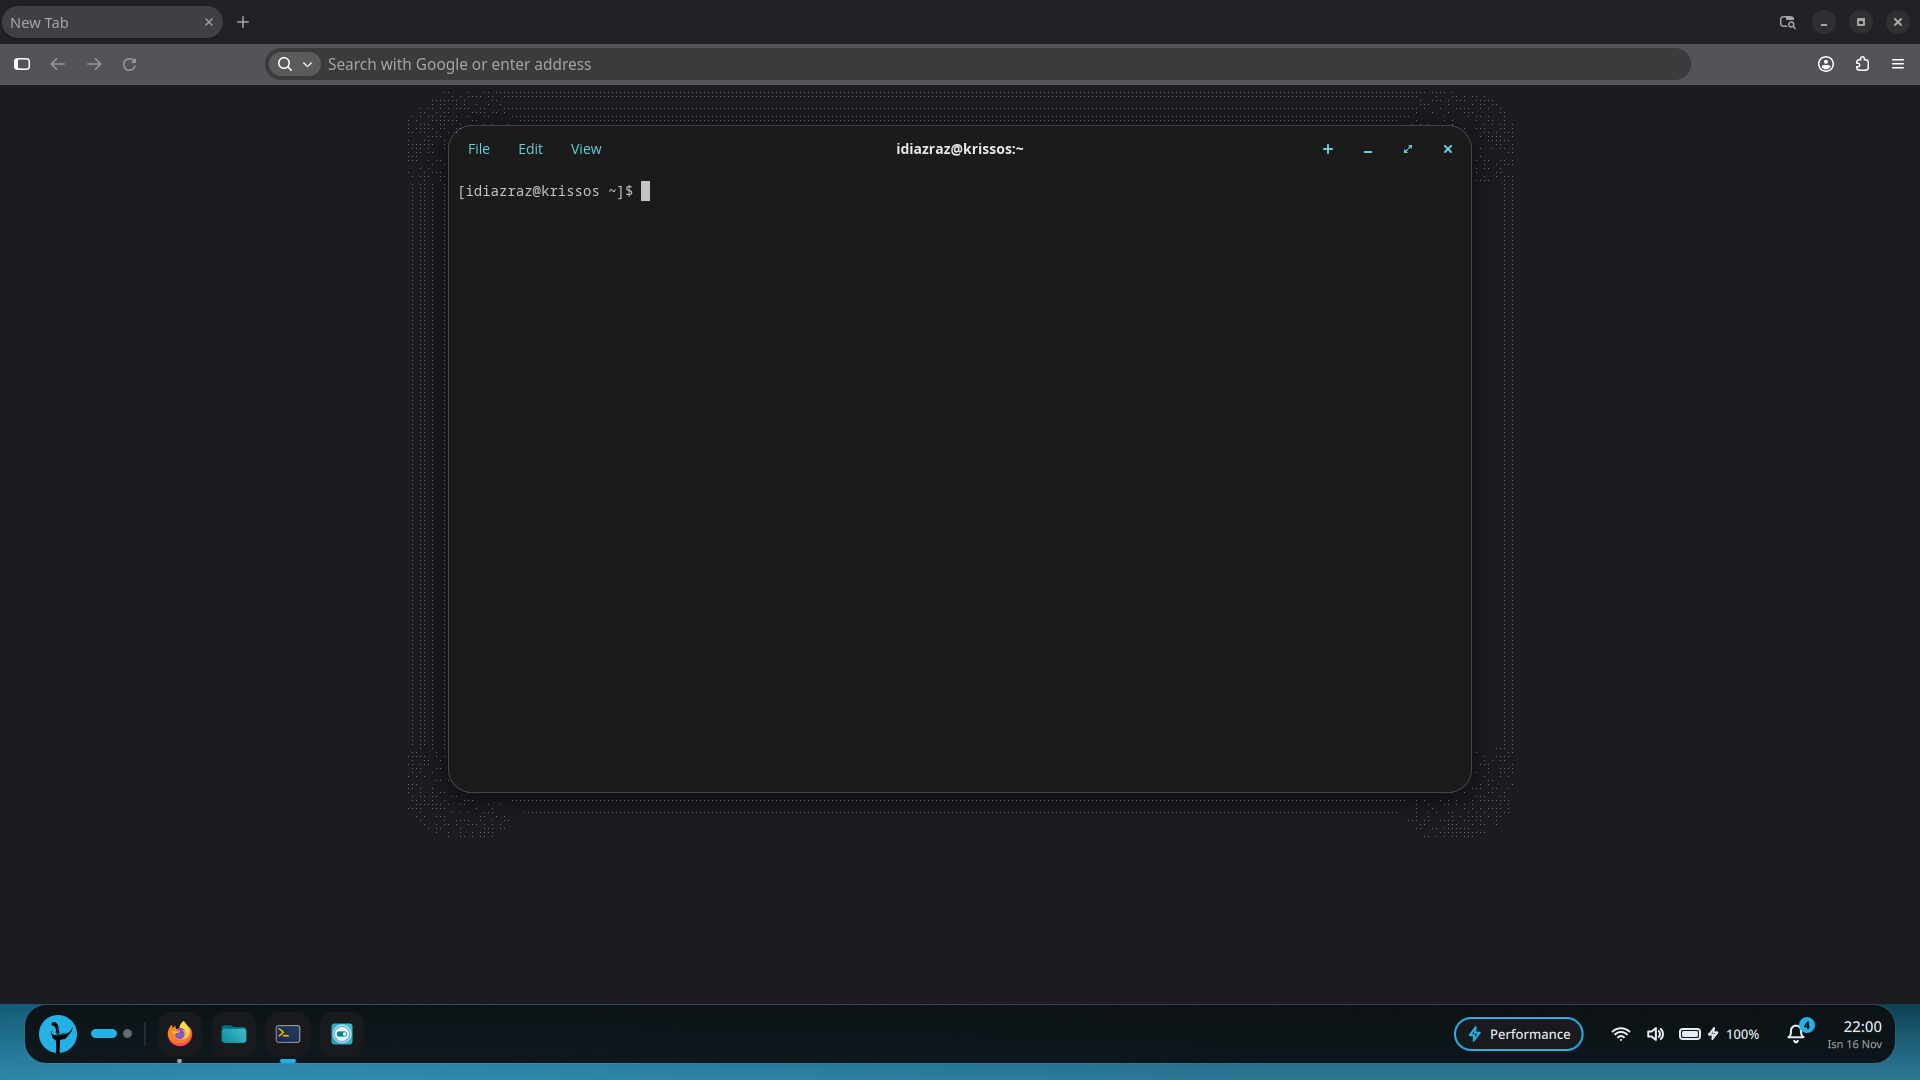 New Tab
Search with Google or enter address
File Edit View idiazraz@krissos:~
[idiazraz@krissos ~]$
Performance 100% 4 22:00
Isn 16 Nov